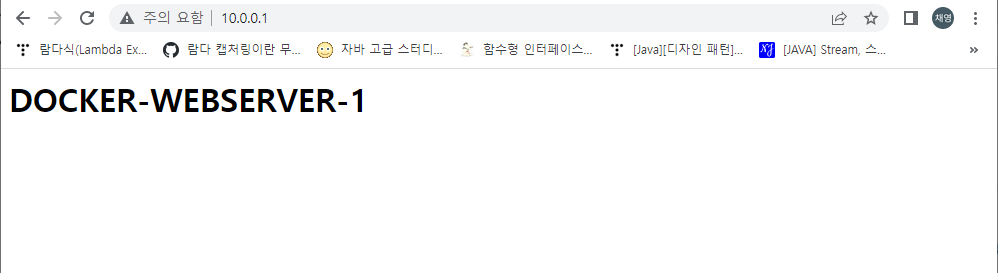 주의 요함 10.0.0.1 채영
람다식(Lambda Ex... 람다 캡처링이란 무... 자바 고급 스터디... 함수형 인터페이스... [Java][디자인 패턴]... [JAVA] Stream, 스... »
DOCKER-WEBSERVER-1